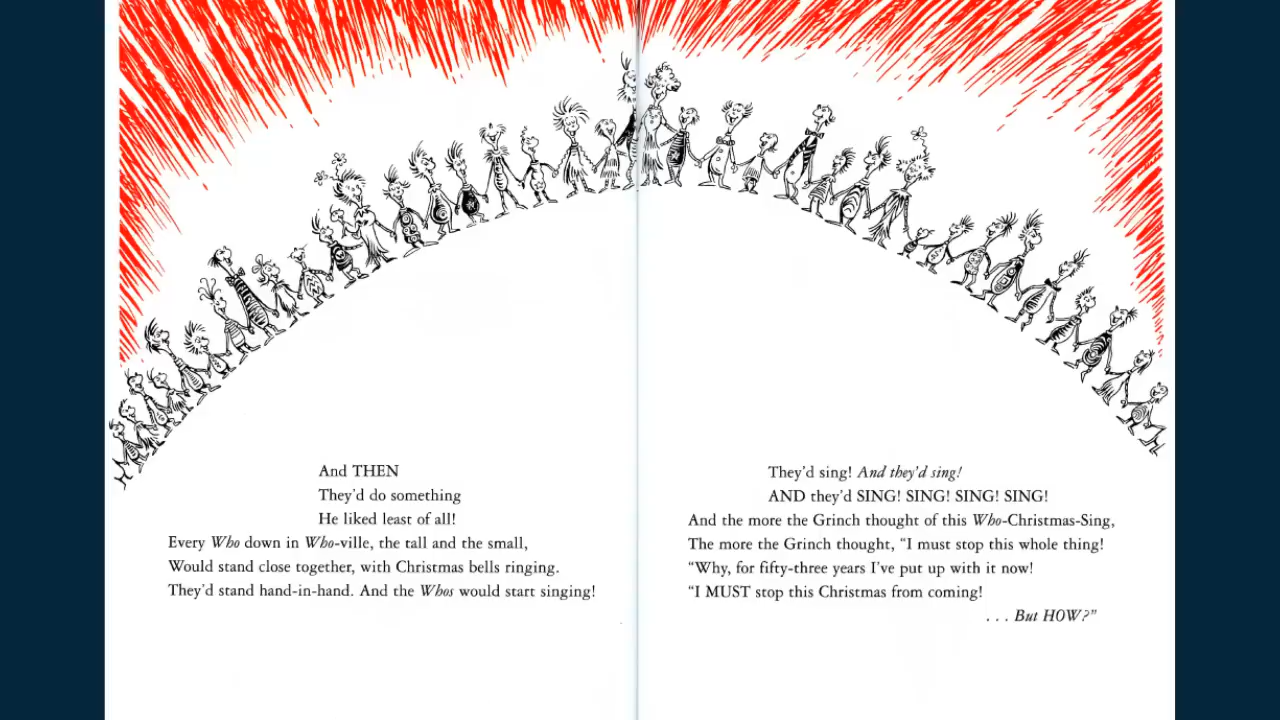 And THEN
They'd do something
He liked least of all!
Every Who down in Who-ville, the tall and the small,
Would stand close together, with Christmas bells ringing.
They'd stand hand-in-hand. And the Whos would start singing!
They'd sing! And they'd sing!
AND they'd SING! SING! SING! SING!
And the more the Grinch thought of this Who-Christmas-Sing,
The more the Grinch thought, “I must stop this whole thing!
“Why, for fifty-three years I've put up with it now!
“I MUST stop this Christmas from coming!
. . . But HOW?”